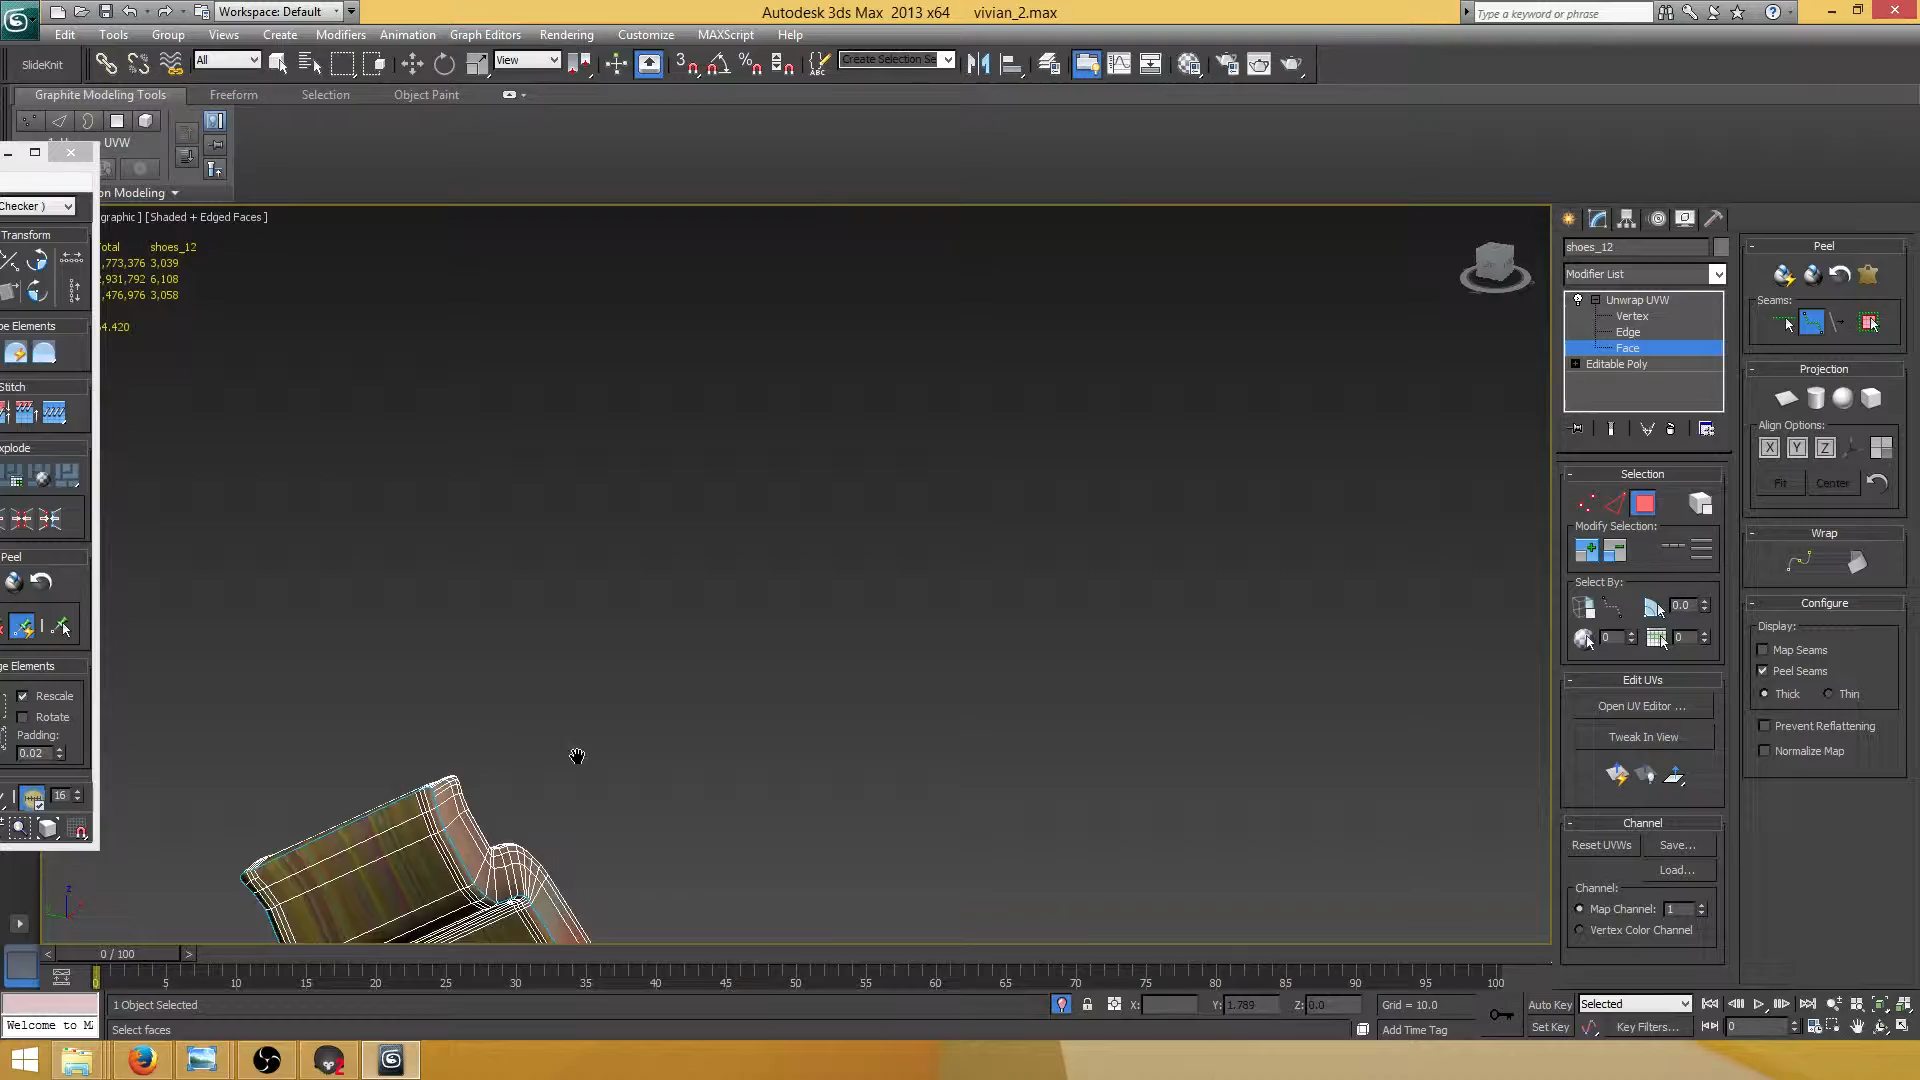 Workspace: Default
Autodesk 3ds Max 2013 x64 vivian_2.max
Type a keyword or phrase
Edit Tools Group Views Create Modifiers Animation Graph Editors Rendering Customize MAXScript Help
SlideKnit
All
View
3
Create Selection Se
Graphite Modeling Tools Freeform Selection Object Paint
UVW
on Modeling
Checker )
graphic ] [Shaded + Edged Faces ]
Transform
otal shoes_12
,773,376 3,039
,931,792 6,108
,476,976 3,058
4.420
pe Elements
Stitch
xplode
Peel
ge Elements
Rescale
Rotate
Padding:
0.02
16
shoes_12
Modifier List
Unwrap UVW
Vertex
Edge
Face
Editable Poly
Selection
Modify Selection:
Select By:
0.0
0
0
Edit UVs
Open UV Editor ...
Tweak In View
Channel
Reset UVWs Save...
Load...
Channel:
Map Channel: 1
Vertex Color Channel
Peel
Seams:
Projection
Align Options:
X Y Z
Fit Center
Wrap
Configure
Display:
Map Seams
Peel Seams
Thick Thin
Prevent Reflattening
Normalize Map
z
0 / 100
0 5 10 15 20 25 30 35 40 45 50 55 60 65 70 75 80 85 90 95 100
1 Object Selected
X: Y: 1.789 Z: 0.0 Grid = 10.0
Auto Key Selected
Welcome to M
Select faces
Add Time Tag
Set Key Key Filters... 0
2